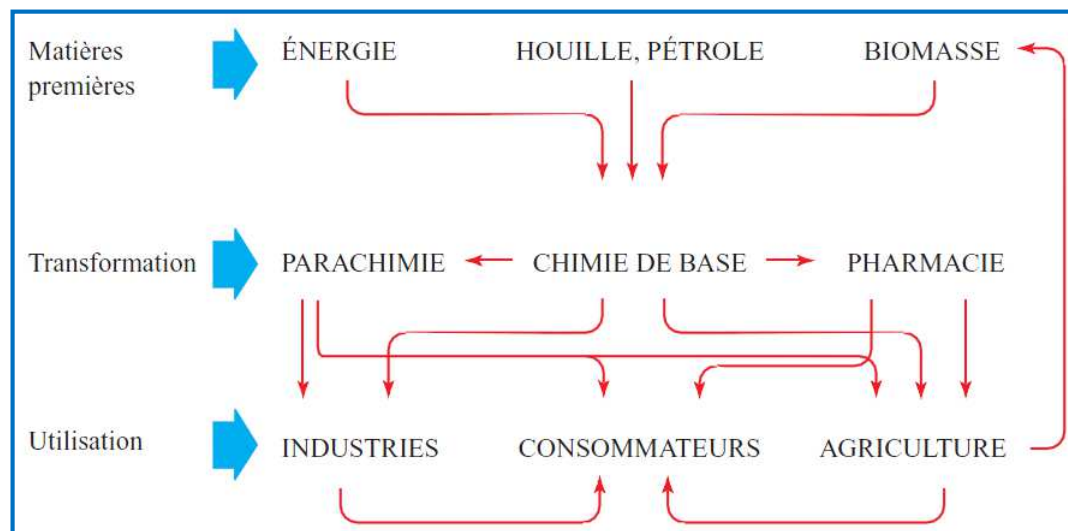 Matières
premières
ÉNERGIE
HOUILLE, PÉTROLE
BIOMASSE
Transformation
PARACHIMIE
CHIMIE DE BASE
PHARMACIE
Utilisation
INDUSTRIES
CONSOMMATEURS
AGRICULTURE